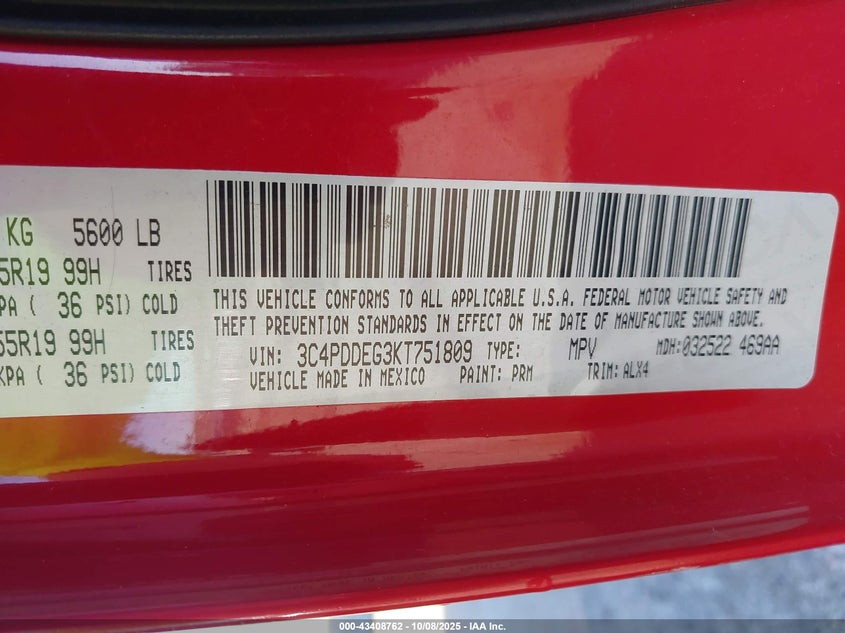 KG 5600 LB
5R19 99H TIRES
KPA ( 36 PSI) COLD
55R19 99H TIRES
KPA ( 36 PSI) COLD
THIS VEHICLE CONFORMS TO ALL APPLICABLE U.S.A. FEDERAL MOTOR VEHICLE SAFETY AND
THEFT PREVENTION STANDARDS IN EFFECT ON THE DATE OF MANUFACTURE SHOWN ABOVE.
VIN: 3C4PDDEG3KT751809 TYPE: MPV MDH:032522 469AA
VEHICLE MADE IN MEXICO PAINT: PRM TRIM: ALX4
000-43408762 - 10/08/2025 - IAA Inc.